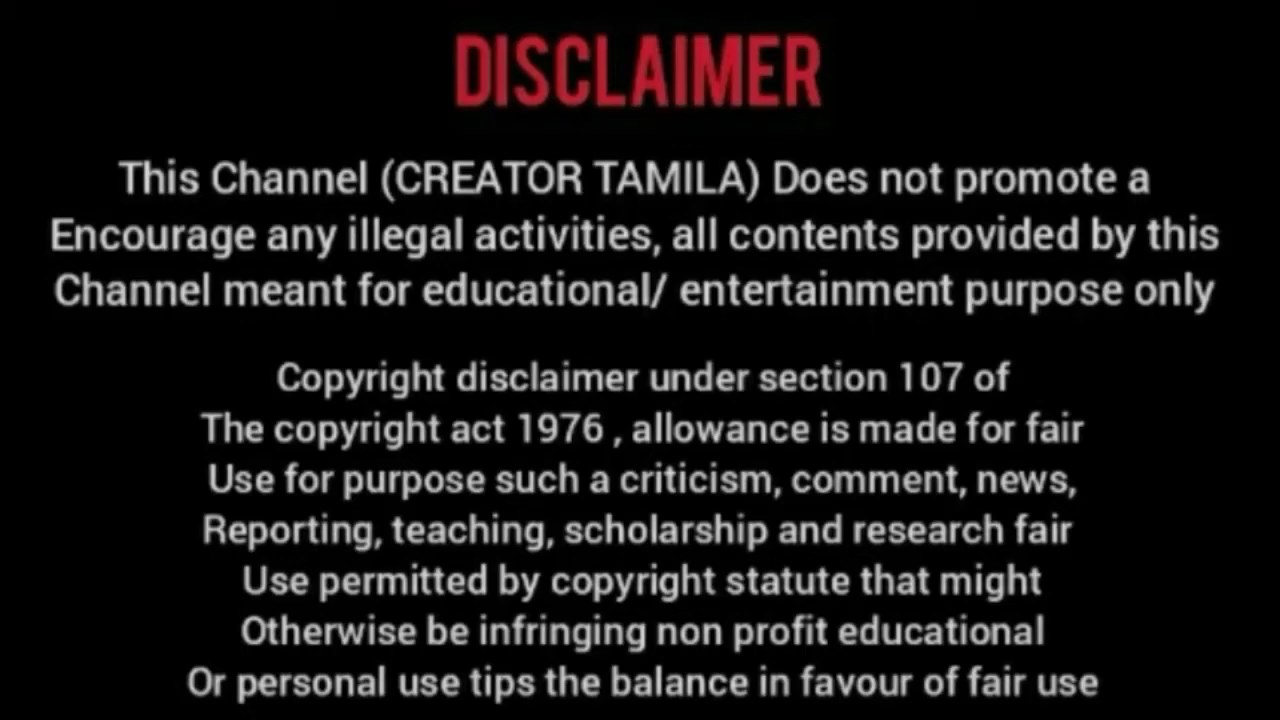 DISCLAIMER
This Channel (CREATOR TAMILA) Does not promote a
Encourage any illegal activities, all contents provided by this
Channel meant for educational/ entertainment purpose only
Copyright disclaimer under section 107 of
The copyright act 1976 , allowance is made for fair
Use for purpose such a criticism, comment, news,
Reporting, teaching, scholarship and research fair
Use permitted by copyright statute that might
Otherwise be infringing non profit educational
Or personal use tips the balance in favour of fair use